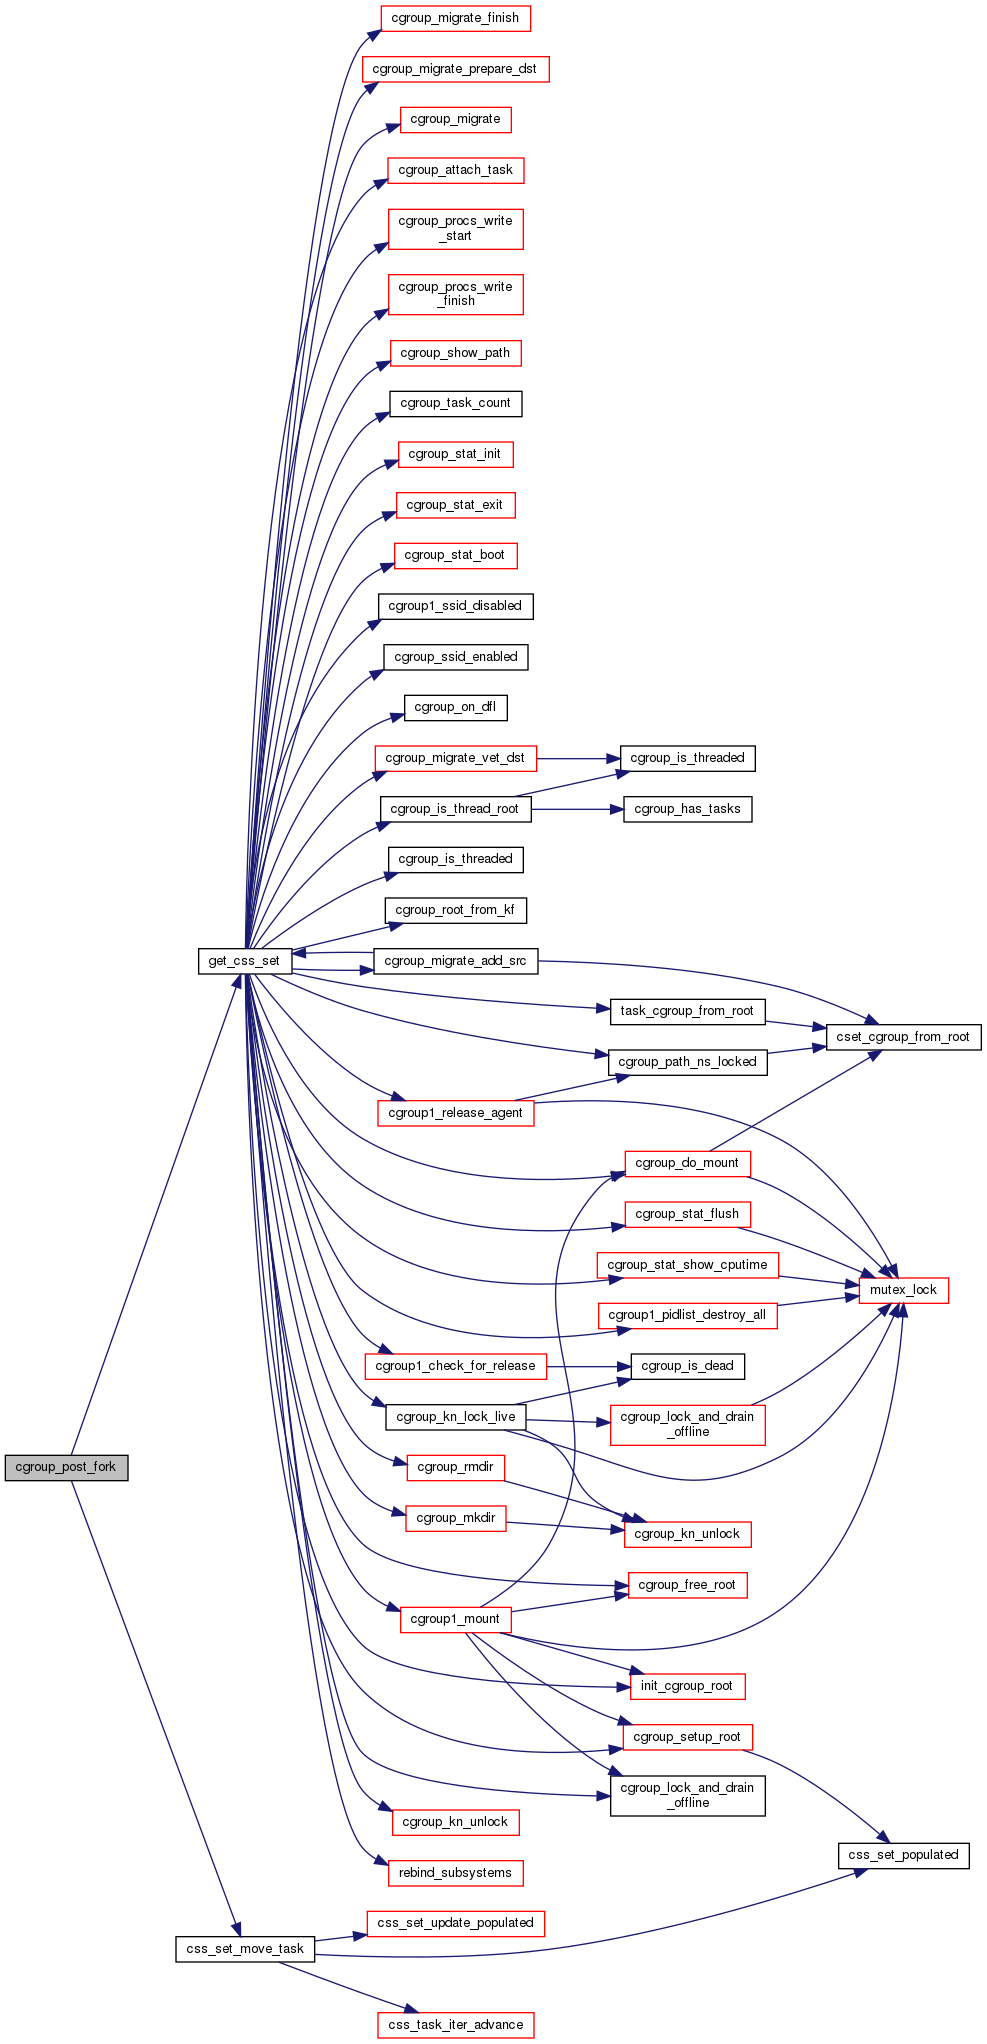 cgroup_migrate_finish
cgroup_migrate_prepare_dst
cgroup_migrate
cgroup_attach_task
cgroup_procs_write
_start
cgroup_procs_write
_finish
cgroup_show_path
cgroup_task_count
cgroup_stat_init
cgroup_stat_exit
cgroup_stat_boot
cgroup1_ssid_disabled
cgroup_ssid_enabled
cgroup_on_dfl
cgroup_migrate_vet_dst
cgroup_is_threaded
cgroup_is_thread_root
cgroup_has_tasks
cgroup_is_threaded
cgroup_root_from_kf
get_css_set
cgroup_migrate_add_src
task_cgroup_from_root
cset_cgroup_from_root
cgroup_path_ns_locked
cgroup1_release_agent
cgroup_do_mount
cgroup_stat_flush
cgroup_stat_show_cputime
mutex_lock
cgroup1_pidlist_destroy_all
cgroup1_check_for_release
cgroup_is_dead
cgroup_kn_lock_live
cgroup_lock_and_drain
_offline
cgroup_post_fork
cgroup_rmdir
cgroup_mkdir
cgroup_kn_unlock
cgroup_free_root
cgroup1_mount
init_cgroup_root
cgroup_setup_root
cgroup_lock_and_drain
_offline
cgroup_kn_unlock
css_set_populated
rebind_subsystems
css_set_update_populated
css_set_move_task
css_task_iter_advance